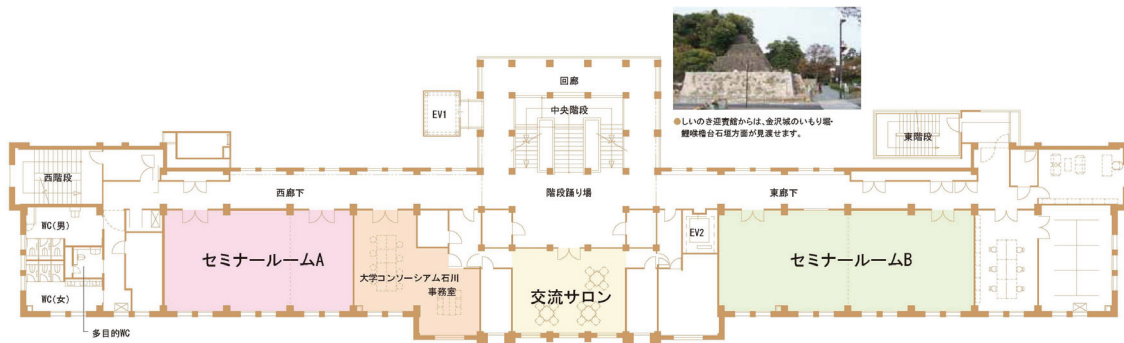 回廊
中央階段
EV1
●しいのき迎賓館からは、金沢城のいもり堀・
鯉喉櫓台石垣方面が見渡せます。
東階段
西階段
西廊下
階段踊り場
東廊下
WC(男)
EV2
セミナールームA
大学コンソーシアム石川
事務室
交流サロン
セミナールームB
WC(女)
多目的WC